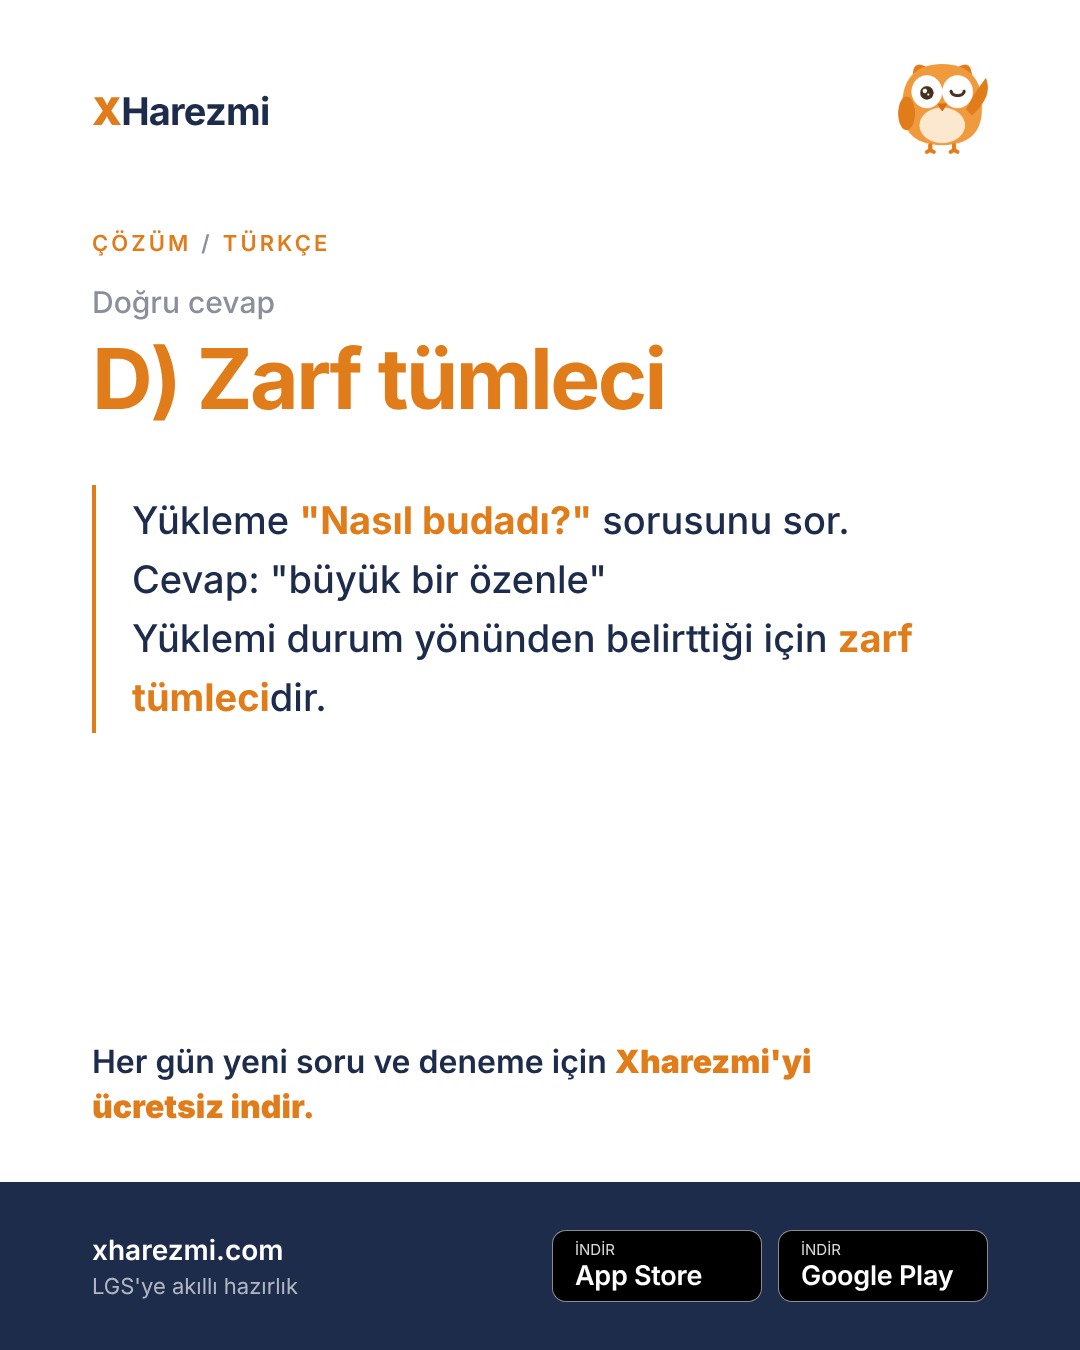 XHarezmi
ÇÖZÜM / TÜRKÇE
Doğru cevap
D) Zarf tümleci
Yükleme "Nasıl budadı?" sorusunu sor.
Cevap: "büyük bir özenle"
Yüklemi durum yönünden belirttiği için zarf
tümlecidir.
Her gün yeni soru ve deneme için Xharezmi'yi
ücretsiz indir.
xharezmi.com
LGS'ye akıllı hazırlık
İNDİR
App Store
İNDİR
Google Play